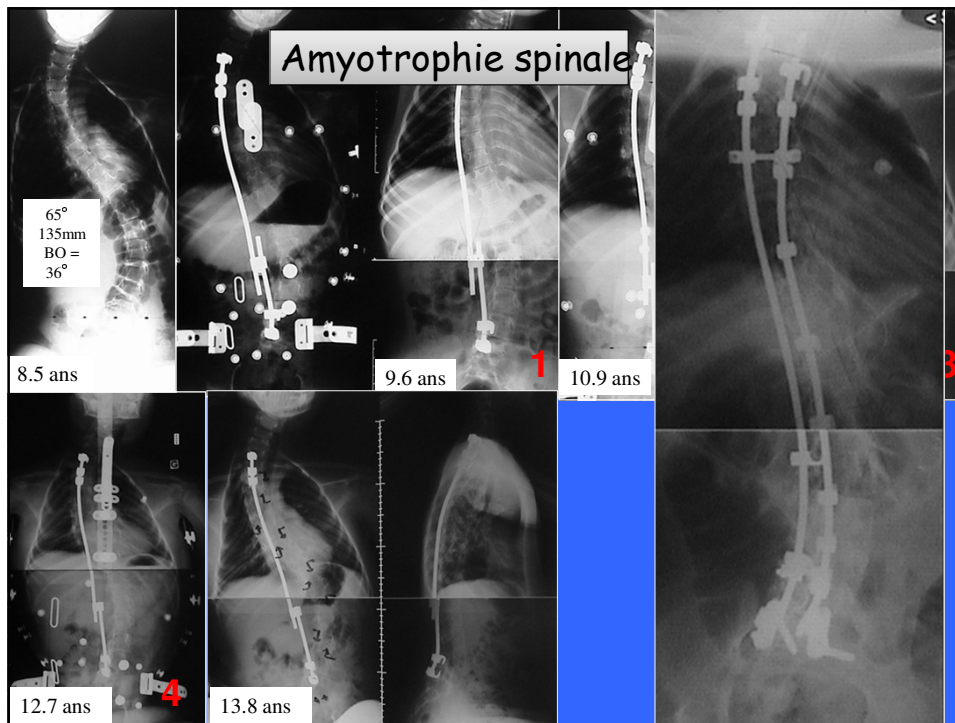 Amyotrophie spinale
65°
135mm
BO =
36°
8.5 ans
9.6 ans
1
10.9 ans
12.7 ans
4
13.8 ans